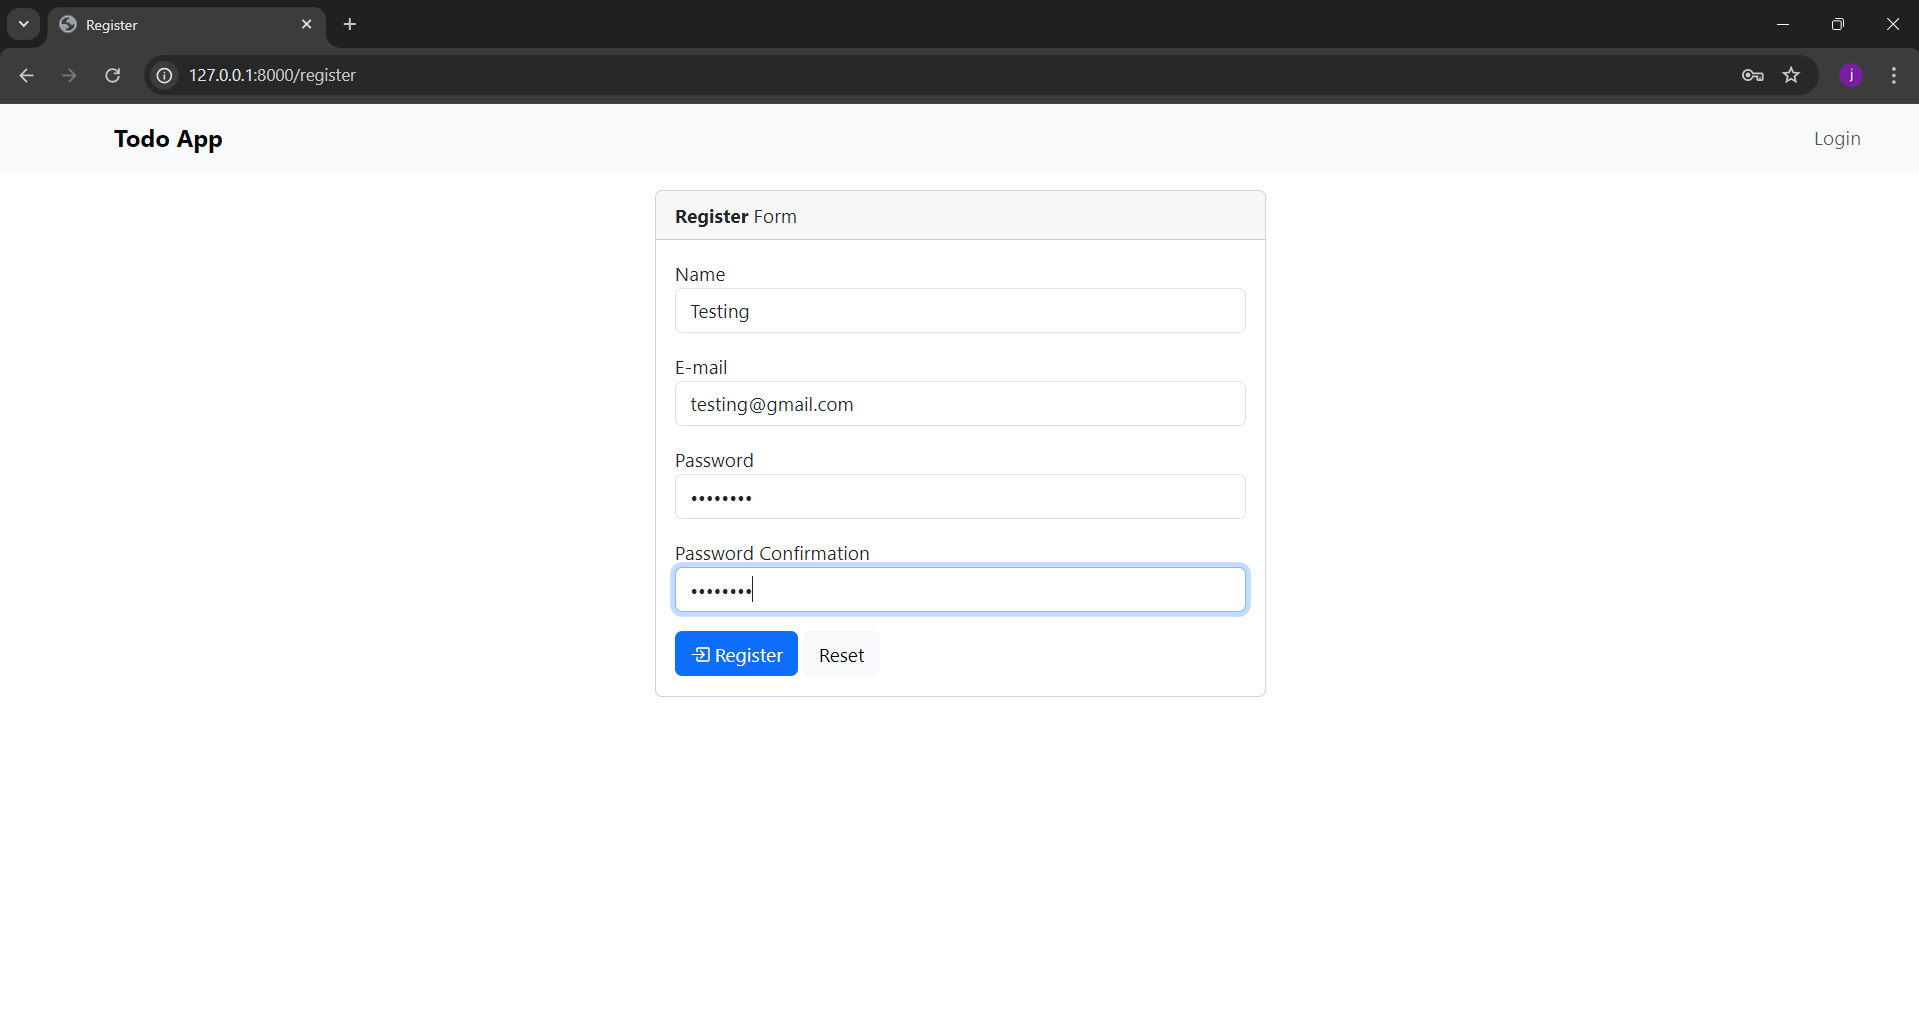 Register
127.0.0.1:8000/register
j
Todo App
Login
Register Form
Name
Testing
E-mail
testing@gmail.com
Password
••••••••
Password Confirmation
••••••••
Register
Reset